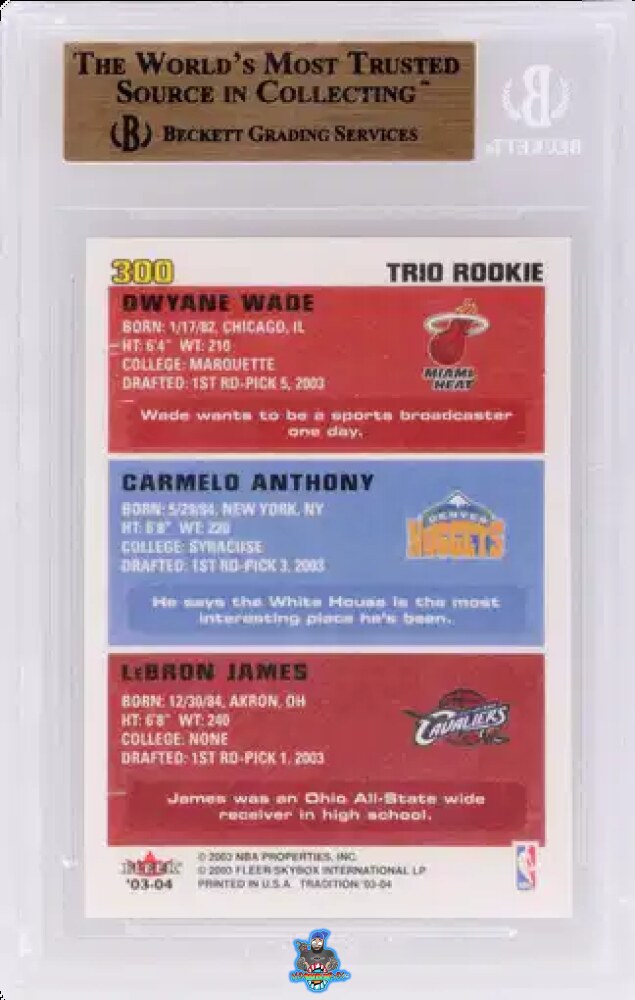 THE WORLD'S MOST TRUSTED
SOURCE IN COLLECTING™
B BECKETT GRADING SERVICES
B
BECKETT
300
TRIO ROOKIE
DWYANE WADE
BORN: 1/17/82, CHICAGO, IL
HT: 6'4" WT: 210
COLLEGE: MARQUETTE
DRAFTED: 1ST RD-PICK 5, 2003
MIAMI
HEAT
Wade wants to be a sports broadcaster
one day.
CARMELO ANTHONY
BORN: 5/29/84, NEW YORK, NY
HT: 6'8" WT: 220
COLLEGE: SYRACUSE
DRAFTED: 1ST RD-PICK 3, 2003
DENVER
NUGGETS
He says the White House is the most
interesting place he's been.
LeBRON JAMES
BORN: 12/30/84, AKRON, OH
HT: 6'8" WT: 240
COLLEGE: NONE
DRAFTED: 1ST RD-PICK 1, 2003
CAVALIERS
James was an Ohio All-State wide
receiver in high school.
FLEER
'03-04
© 2003 NBA PROPERTIES, INC.
© 2003 FLEER/SKYBOX INTERNATIONAL LP
PRINTED IN U.S.A. TRADITION '03-04